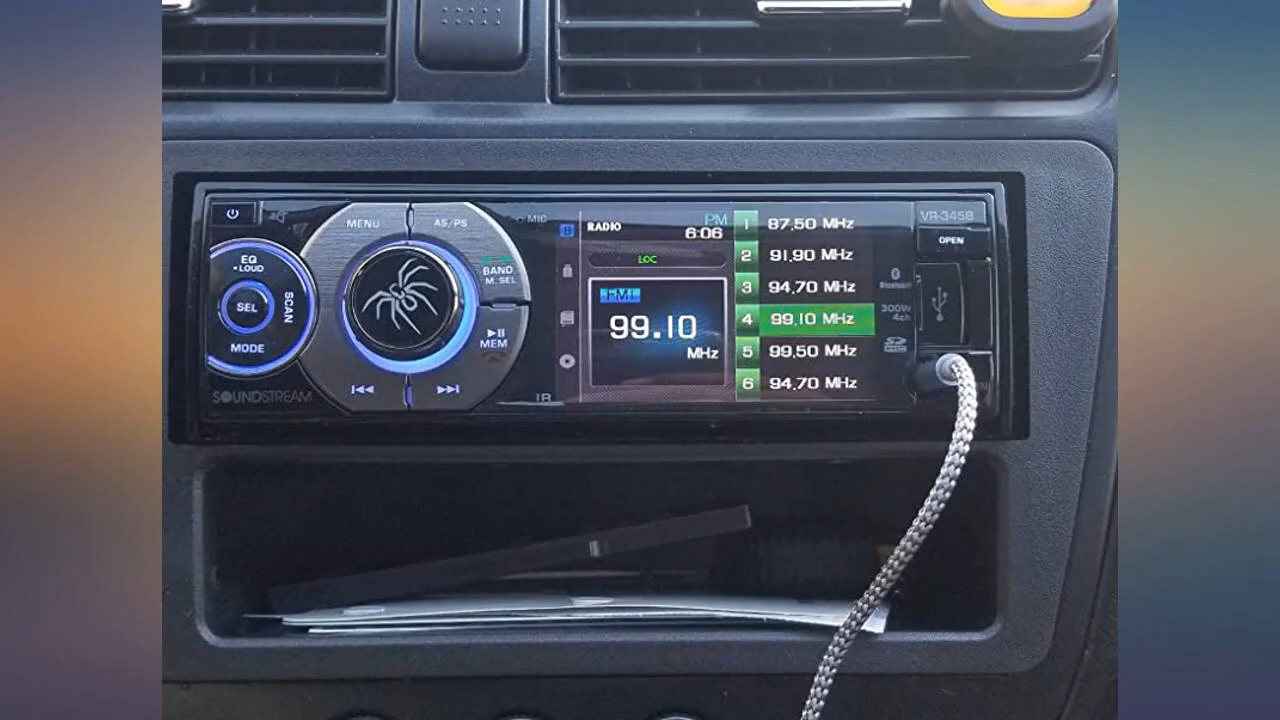 MENU
AS/PS
MIC
EQ
•LOUD
SCAN
SEL
MODE
BAND
M. SEL
MEM
SOUNDSTREAM
IR
RADIO
PM
6:06
LOC
FM1
99.10
MHz
1 87.50 MHz
2 91.90 MHz
3 94.70 MHz
4 99.10 MHz
5 99.50 MHz
6 94.70 MHz
VR-345B
OPEN
Bluetooth
300W
4ch